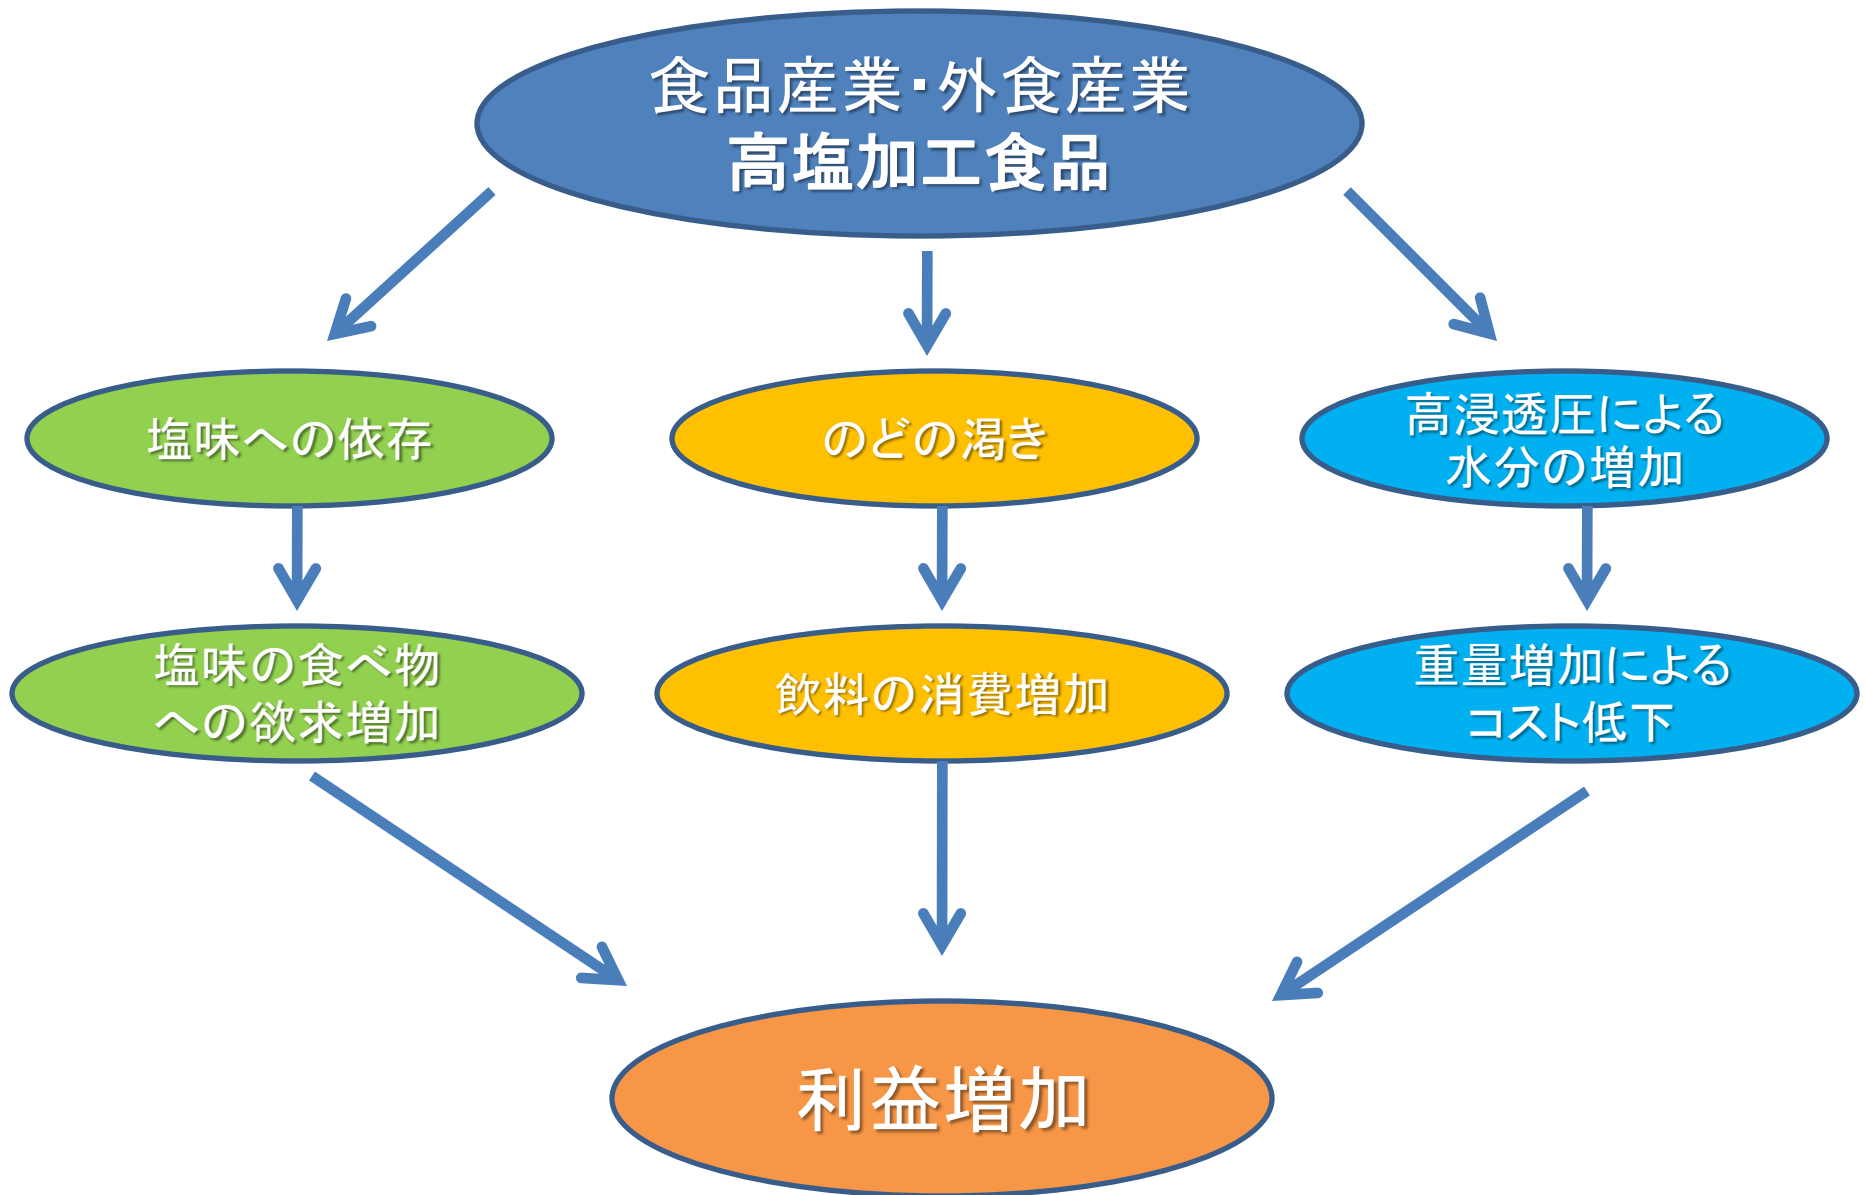 食品産業・外食産業
高塩加工食品
塩味への依存
のどの渇き
高浸透圧による
水分の増加
塩味の食べ物
への欲求増加
飲料の消費増加
重量増加による
コスト低下
利益増加